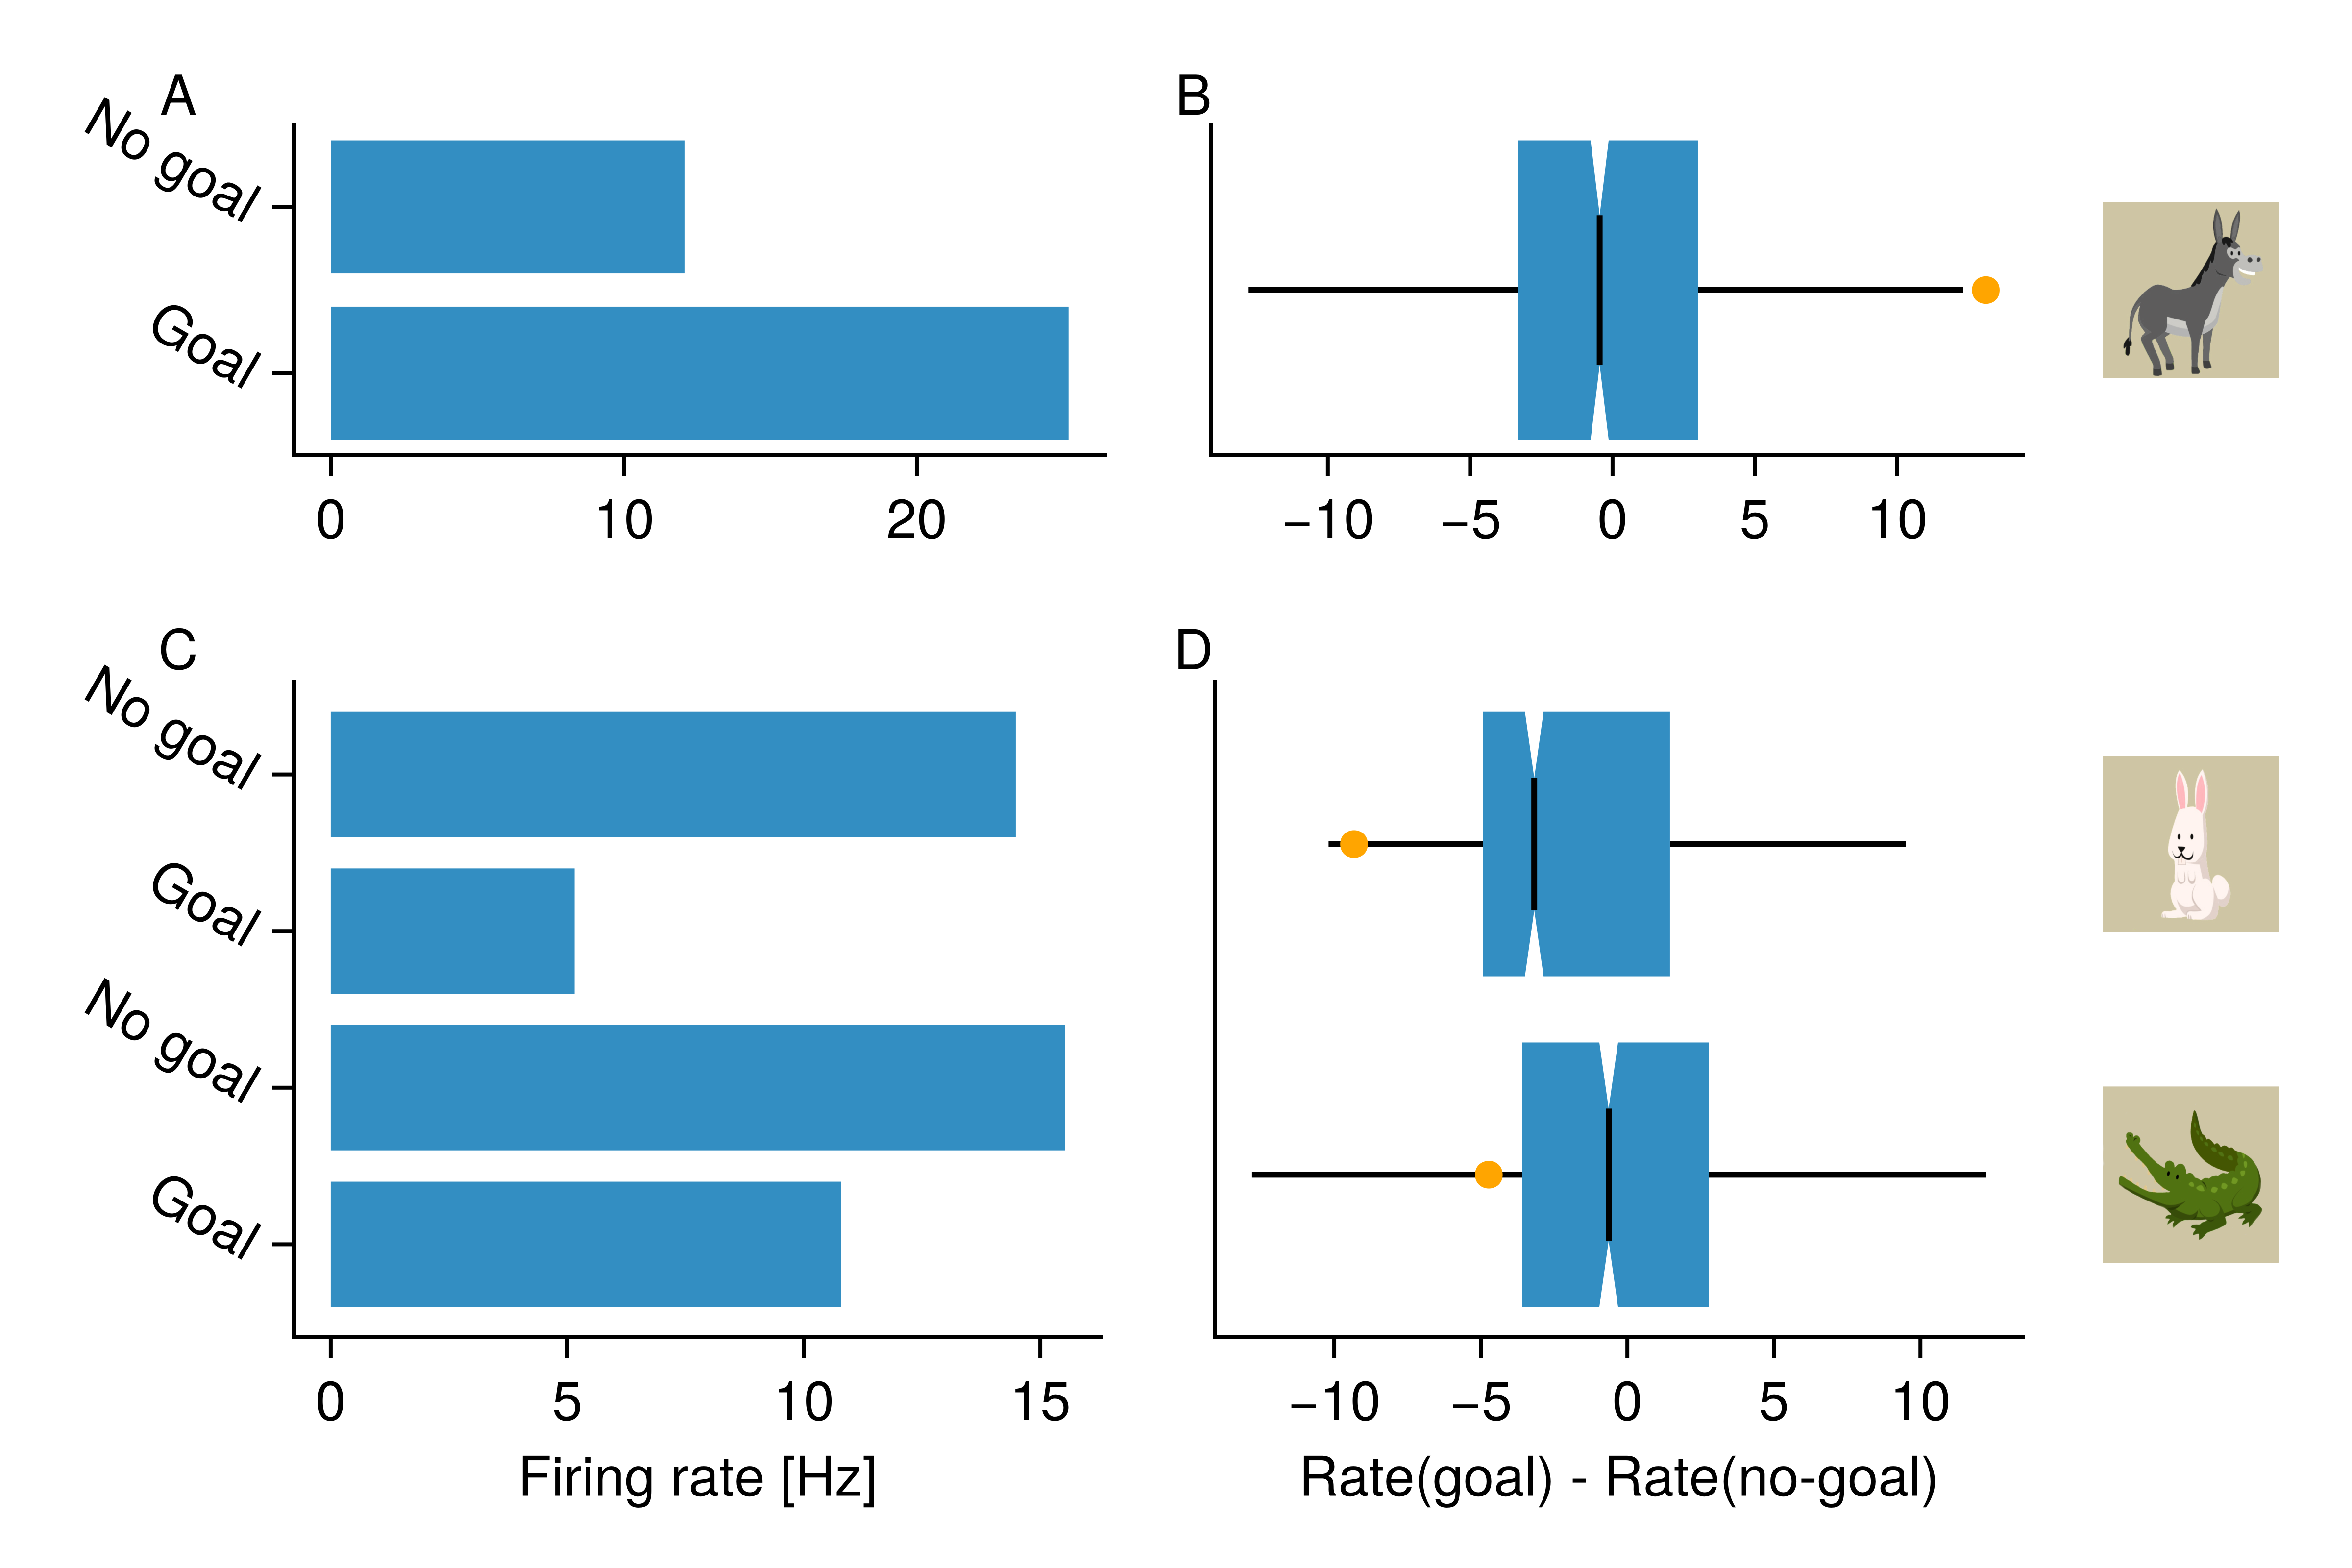 A
No goal
Goal
0 10 20
B
−10 −5 0 5 10
C
No goal
Goal
No goal
Goal
0 5 10 15
Firing rate [Hz]
D
−10 −5 0 5 10
Rate(goal) - Rate(no-goal)